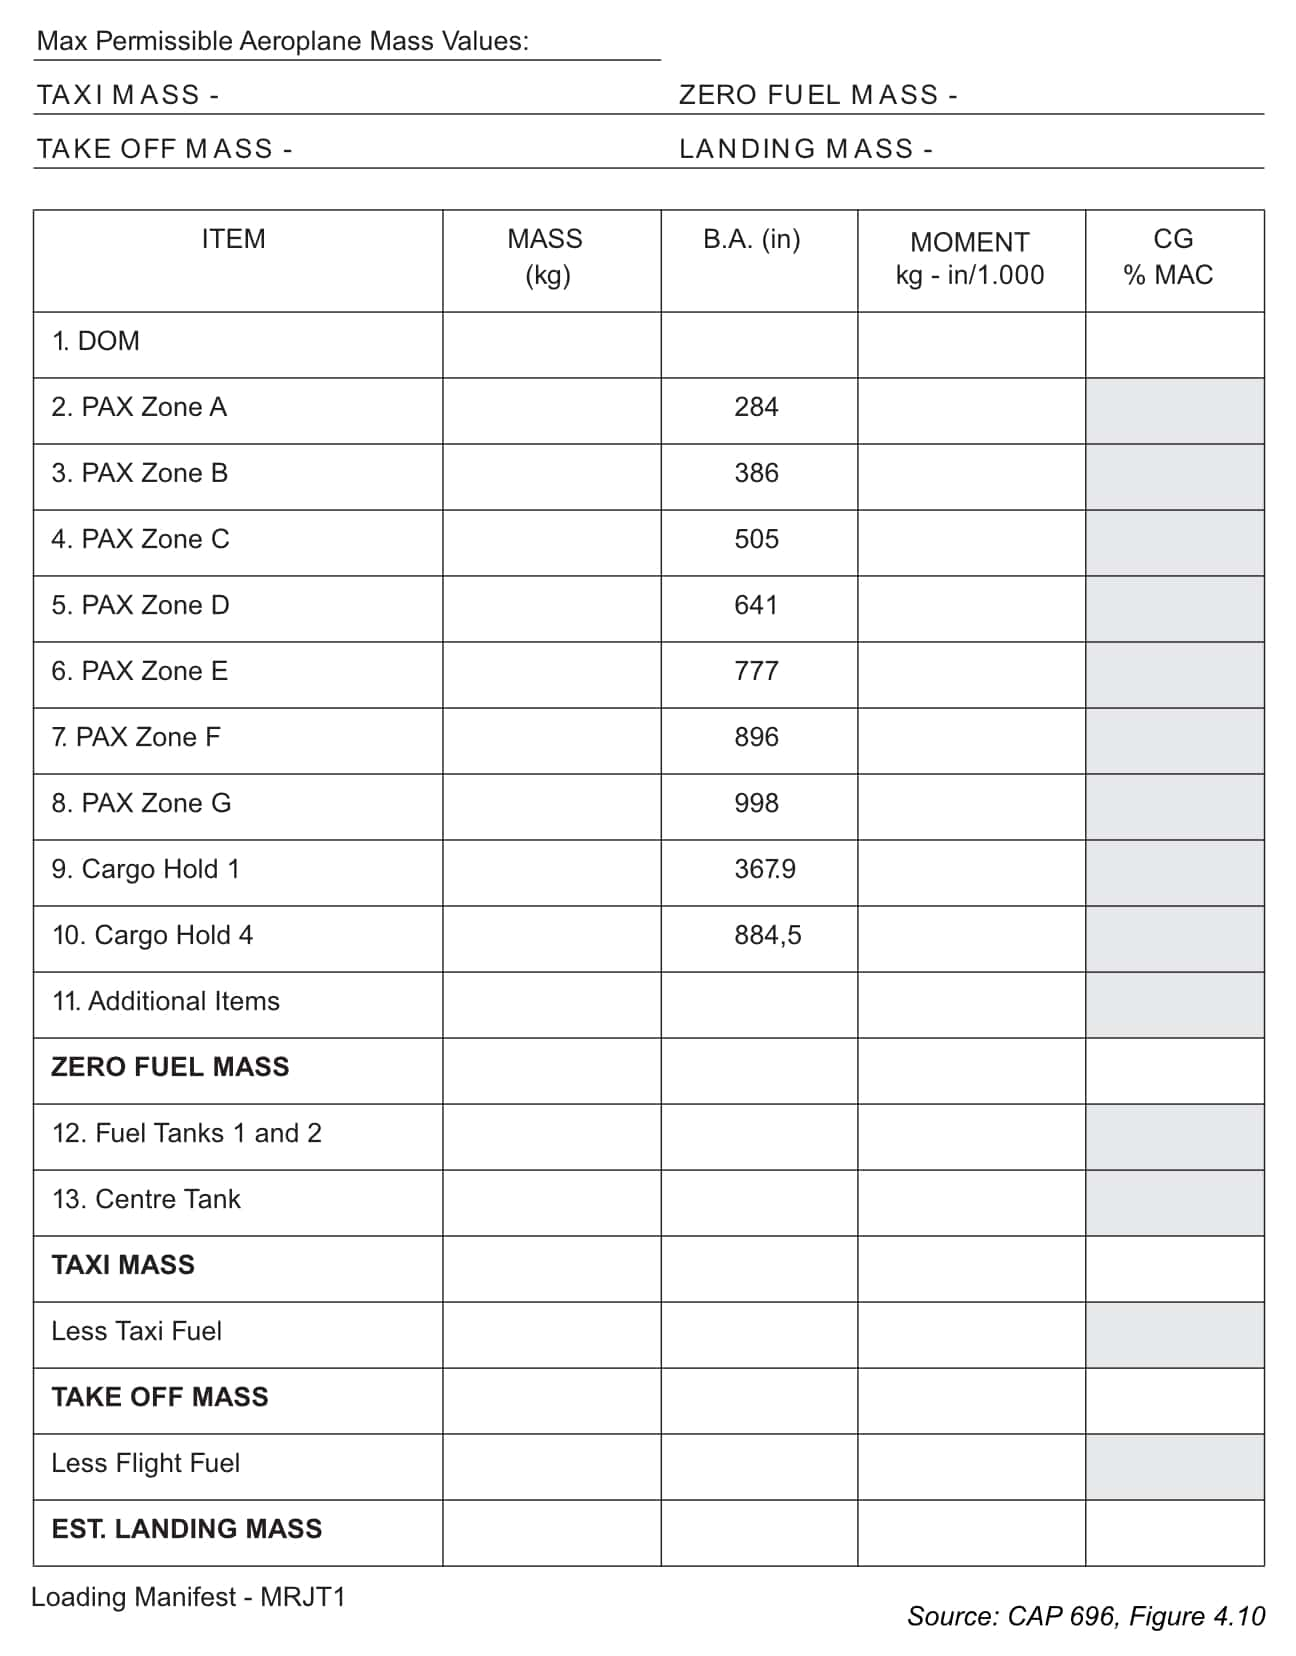 Max Permissible Aeroplane Mass Values:
TAXI MASS - ZERO FUEL MASS -
TAKE OFF MASS - LANDING MASS -
ITEM MASS (kg) B.A. (in) MOMENT kg - in/1.000 CG % MAC
1. DOM
2. PAX Zone A 284
3. PAX Zone B 386
4. PAX Zone C 505
5. PAX Zone D 641
6. PAX Zone E 777
7. PAX Zone F 896
8. PAX Zone G 998
9. Cargo Hold 1 367.9
10. Cargo Hold 4 884,5
11. Additional Items
ZERO FUEL MASS
12. Fuel Tanks 1 and 2
13. Centre Tank
TAXI MASS
Less Taxi Fuel
TAKE OFF MASS
Less Flight Fuel
EST. LANDING MASS
Loading Manifest - MRJT1
Source: CAP 696, Figure 4.10